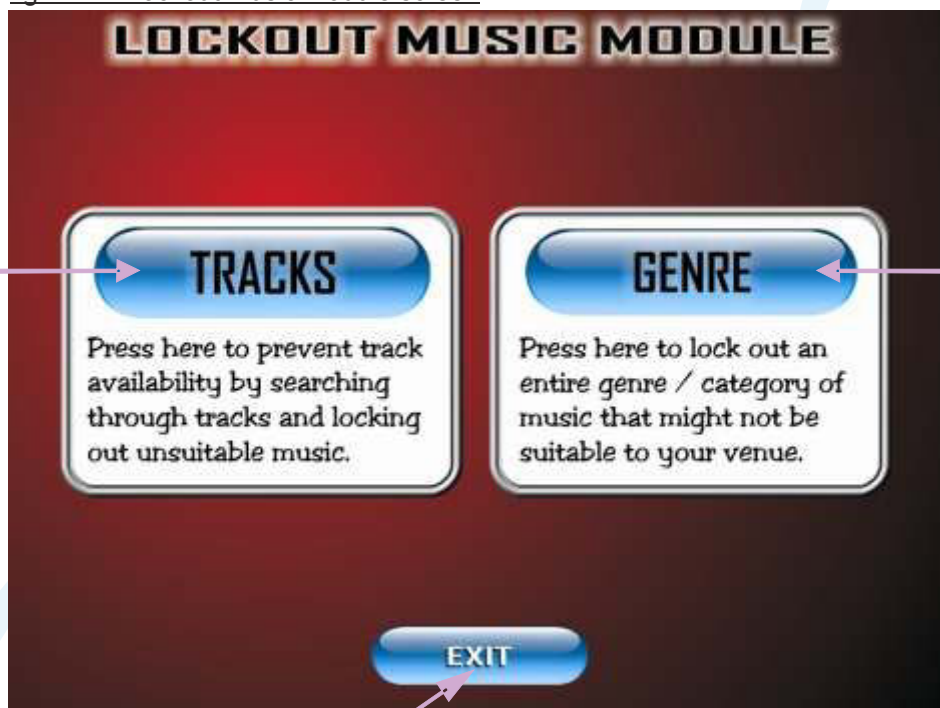 LOCKOUT MUSIC MODULE
TRACKS
Press here to prevent track
availability by searching
through tracks and locking
out unsuitable music.
GENRE
Press here to lock out an
entire genre / category of
music that might not be
suitable to your venue.
EXIT